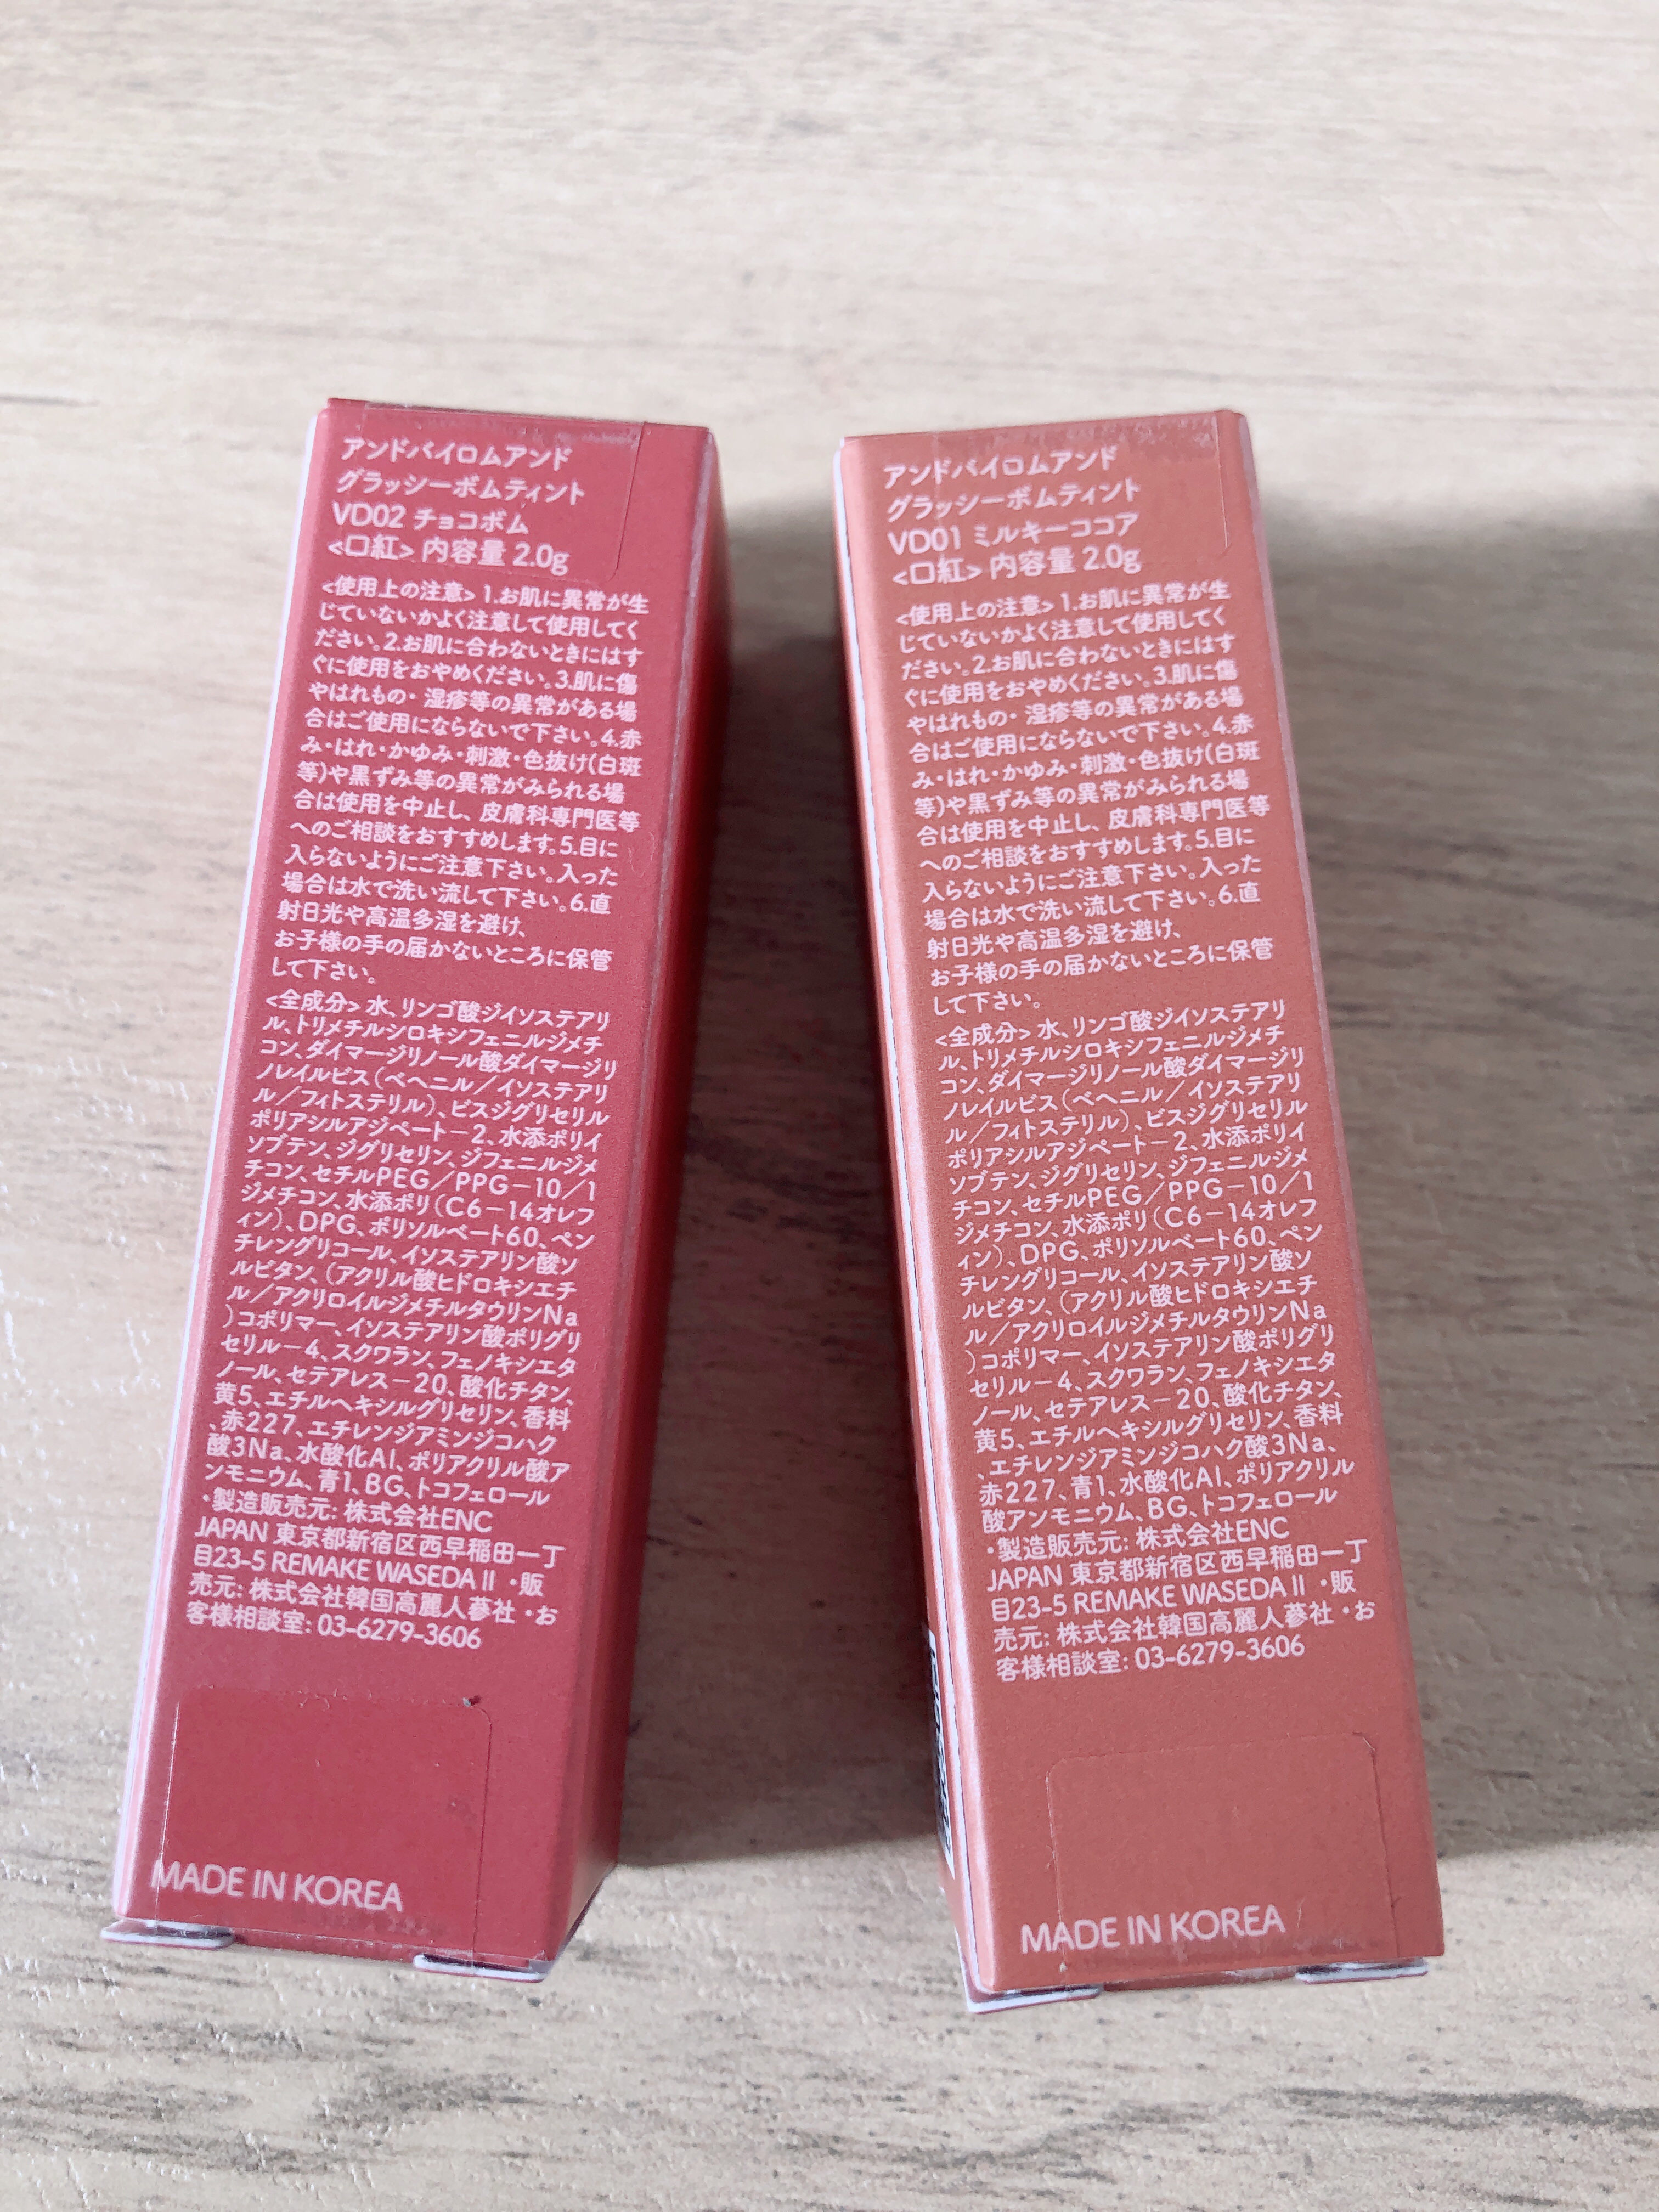 アンドバイロムアンド
グラッシーボムティント
VD02 チョコボム
<口紅> 内容量 2.0g
<使用上の注意> 1.お肌に異常が生
じていないかよく注意して使用してく
ださい。2.お肌に合わないときにはす
ぐに使用をおやめください。3.肌に傷
やはれもの・湿疹等の異常がある場
合はご使用にならないで下さい。4.赤
み・はれ・かゆみ・刺激・色抜け(白斑
等)や黒ずみ等の異常がみられる場
合は使用を中止し、皮膚科専門医等
へのご相談をおすすめします。5.目に
入らないようにご注意下さい。入った
場合は水で洗い流して下さい。6.直
射日光や高温多湿を避け、
お子様の手の届かないところに保管
して下さい。
<全成分> 水、リンゴ酸ジイソステアリ
ル、トリメチルシロキシフェニルジメチ
コン、ダイマージリノール酸ダイマージリ
ノレイルビス(ベヘニル/イソステアリ
ル/フィトステリル)、ビスジグリセリル
ポリアシルアジペート-2、水添ポリイ
ソブテン、ジグリセリン、ジフェニルジメ
チコン、セチルPEG/PPG-10/1
ジメチコン、水添ポリ(C6-14オレフ
ィン)、DPG、ポリソルベート60、ペン
チレングリコール、イソステアリン酸ソ
ルビタン、(アクリル酸ヒドロキシエチ
ル/アクリロイルジメチルタウリンNa
)コポリマー、イソステアリン酸ポリグリ
セリル-4、スクワラン、フェノキシエタ
ノール、セテアレス-20、酸化チタン、
黄5、エチルヘキシルグリセリン、香料
、赤227、エチレンジアミンジコハク
酸3Na、水酸化Al、ポリアクリル酸ア
ンモニウム、青1、BG、トコフェロール
・製造販売元: 株式会社ENC
JAPAN 東京都新宿区西早稲田一丁
目23-5 REMAKE WASEDAⅡ ・販
売元: 株式会社韓国高麗人蔘社 ・お
客様相談室: 03-6279-3606
MADE IN KOREA
アンドバイロムアンド
グラッシーボムティント
VD01 ミルキーココア
<口紅> 内容量 2.0g
<使用上の注意> 1.お肌に異常が生
じていないかよく注意して使用してく
ださい。2.お肌に合わないときにはす
ぐに使用をおやめください。3.肌に傷
やはれもの・湿疹等の異常がある場
合はご使用にならないで下さい。4.赤
み・はれ・かゆみ・刺激・色抜け(白斑
等)や黒ずみ等の異常がみられる場
合は使用を中止し、皮膚科専門医等
へのご相談をおすすめします。5.目に
入らないようにご注意下さい。入った
場合は水で洗い流して下さい。6.直
射日光や高温多湿を避け、
お子様の手の届かないところに保管
して下さい。
<全成分> 水、リンゴ酸ジイソステアリ
ル、トリメチルシロキシフェニルジメチ
コン、ダイマージリノール酸ダイマージリ
ノレイルビス(ベヘニル/イソステアリ
ル/フィトステリル)、ビスジグリセリル
ポリアシルアジペート-2、水添ポリイ
ソブテン、ジグリセリン、ジフェニルジメ
チコン、セチルPEG/PPG-10/1
ジメチコン、水添ポリ(C6-14オレフ
ィン)、DPG、ポリソルベート60、ペン
チレングリコール、イソステアリン酸ソ
ルビタン、(アクリル酸ヒドロキシエチ
ル/アクリロイルジメチルタウリンNa
)コポリマー、イソステアリン酸ポリグリ
セリル-4、スクワラン、フェノキシエタ
ノール、セテアレス-20、酸化チタン、
黄5、エチルヘキシルグリセリン、香料
、エチレンジアミンジコハク酸3Na、
赤227、青1、水酸化Al、ポリアクリル
酸アンモニウム、BG、トコフェロール
・製造販売元: 株式会社ENC
JAPAN 東京都新宿区西早稲田一丁
目23-5 REMAKE WASEDAⅡ ・販
売元: 株式会社韓国高麗人蔘社 ・お
客様相談室: 03-6279-3606
MADE IN KOREA